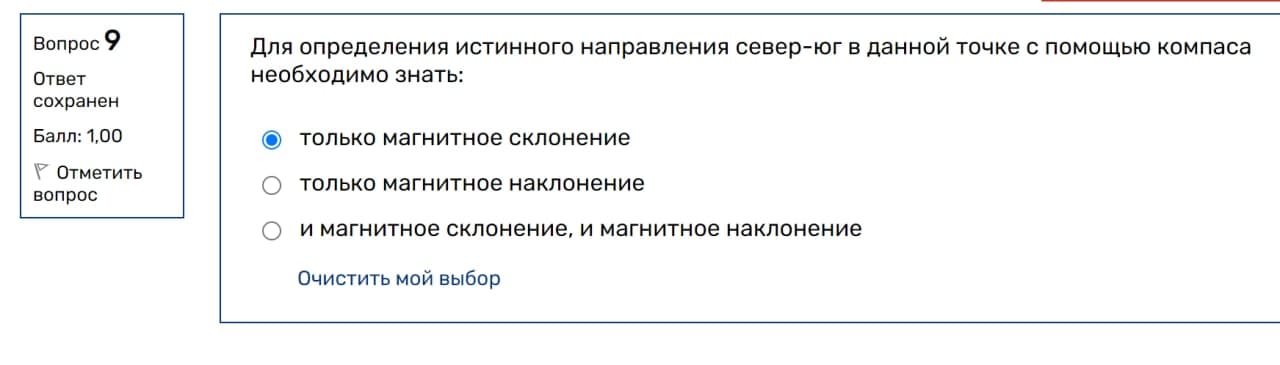 Вопрос 9
Ответ
сохранен
Балл: 1,00
Отметить
вопрос
Для определения истинного направления север-юг в данной точке с помощью компаса
необходимо знать:
только магнитное склонение
только магнитное наклонение
и магнитное склонение, и магнитное наклонение
Очистить мой выбор